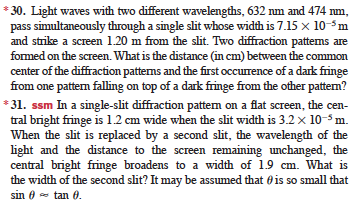 *30. Light waves with two different wavelengths, 632 nm and 474 nm,
pass simultaneously through a single slit whose width is 7.15 × 10⁻⁵ m
and strike a screen 1.20 m from the slit. Two diffraction patterns are
formed on the screen. What is the distance (in cm) between the common
center of the diffraction patterns and the first occurrence of a dark fringe
from one pattern falling on top of a dark fringe from the other pattern?
*31. ssm In a single-slit diffraction pattern on a flat screen, the cen-
tral bright fringe is 1.2 cm wide when the slit width is 3.2 × 10⁻⁵ m.
When the slit is replaced by a second slit, the wavelength of the
light and the distance to the screen remaining unchanged, the
central bright fringe broadens to a width of 1.9 cm. What is
the width of the second slit? It may be assumed that θ is so small that
sin θ ≈ tan θ.